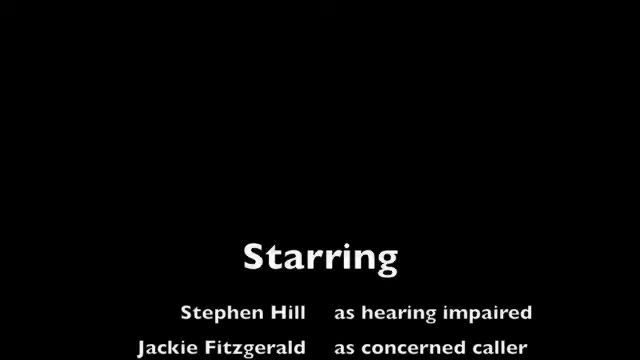 Starring
Stephen Hill as hearing impaired
Jackie Fitzgerald as concerned caller